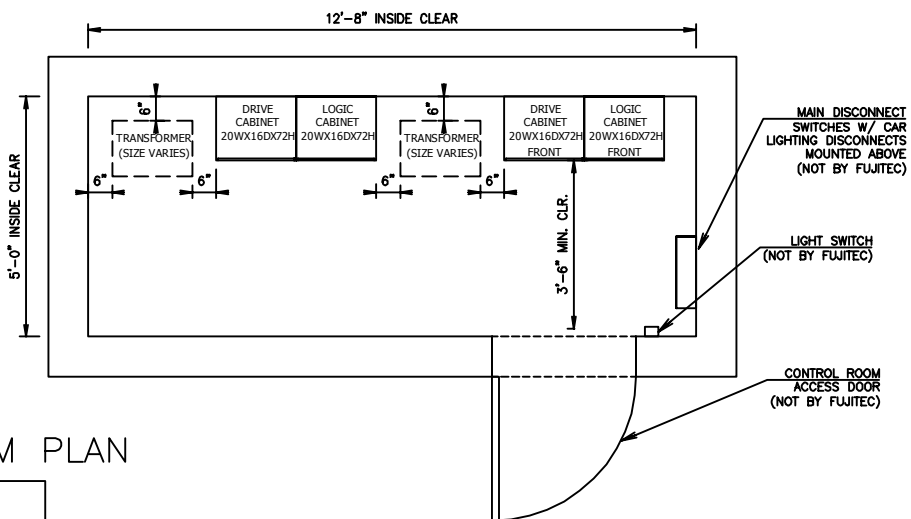 12'-8" INSIDE CLEAR
5'-0" INSIDE CLEAR
6"
TRANSFORMER
(SIZE VARIES)
6"
6"
DRIVE
CABINET
20WX16DX72H
LOGIC
CABINET
20WX16DX72H
6"
TRANSFORMER
(SIZE VARIES)
6"
6"
DRIVE
CABINET
20WX16DX72H
FRONT
LOGIC
CABINET
20WX16DX72H
FRONT
3'-6" MIN. CLR.
MAIN DISCONNECT
SWITCHES W/ CAR
LIGHTING DISCONNECTS
MOUNTED ABOVE
(NOT BY FUJITEC)
LIGHT SWITCH
(NOT BY FUJITEC)
CONTROL ROOM
ACCESS DOOR
(NOT BY FUJITEC)
M PLAN